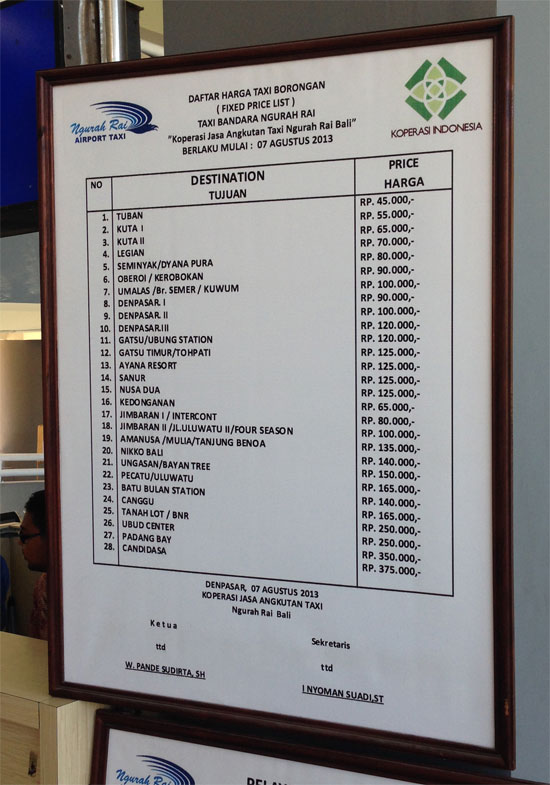 DAFTAR HARGA TAXI BORONGAN
( FIXED PRICE LIST )
TAXI BANDARA NGURAH RAI
"Koperasi Jasa Angkutan Taxi Ngurah Rai Bali"
BERLAKU MULAI : 07 AGUSTUS 2013
Ngurah Rai
AIRPORT TAXI
KOPERASI INDONESIA
NO DESTINATION PRICE
TUJUAN HARGA
1. TUBAN RP. 45.000,-
2. KUTA I RP. 55.000,-
3. KUTA II RP. 65.000,-
4. LEGIAN RP. 70.000,-
5. SEMINYAK/DYANA PURA RP. 80.000,-
6. OBEROI / KEROBOKAN RP. 90.000,-
7. UMALAS /Br. SEMER / KUWUM RP. 100.000,-
8. DENPASAR. I RP. 90.000,-
9. DENPASAR. II RP. 100.000,-
10. DENPASAR.III RP. 120.000,-
11. GATSU/UBUNG STATION RP. 120.000,-
12. GATSU TIMUR/TOHPATI RP. 125.000,-
13. AYANA RESORT RP. 125.000,-
14. SANUR RP. 125.000,-
15. NUSA DUA RP. 125.000,-
16. KEDONGANAN RP. 65.000,-
17. JIMBARAN I / INTERCONT RP. 80.000,-
18. JIMBARAN II /JL.ULUWATU II/FOUR SEASON RP. 100.000,-
19. AMANUSA /MULIA/TANJUNG BENOA RP. 135.000,-
20. NIKKO BALI RP. 140.000,-
21. UNGASAN/BAYAN TREE RP. 150.000,-
22. PECATU/ULUWATU RP. 165.000,-
23. BATU BULAN STATION RP. 140.000,-
24. CANGGU RP. 165.000,-
25. TANAH LOT / BNR RP. 250.000,-
26. UBUD CENTER RP. 250.000,-
27. PADANG BAY RP. 350.000,-
28. CANDIDASA RP. 375.000,-
DENPASAR, 07 AGUSTUS 2013
KOPERASI JASA ANGKUTAN TAXI
Ngurah Rai Bali
Ketua Sekretaris
ttd ttd
W. PANDE SUDIRTA, SH I NYOMAN SUADI,ST
Ngurah Rai